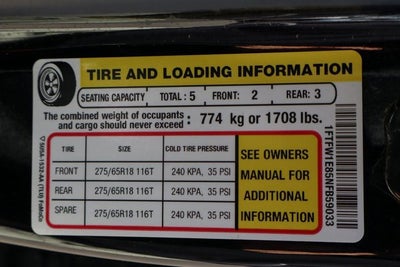 TIRE AND LOADING INFORMATION
SEATING CAPACITY TOTAL: 5 FRONT: 2 REAR: 3
The combined weight of occupants
and cargo should never exceed : 774 kg or 1708 lbs.
TIRE SIZE COLD TIRE PRESSURE
FRONT 275/65R18 116T 240 KPA, 35 PSI
REAR 275/65R18 116T 240 KPA, 35 PSI
SPARE 275/65R18 116T 240 KPA, 35 PSI
SEE OWNERS
MANUAL FOR
ADDITIONAL
INFORMATION
1FTFW1E85NFB59033